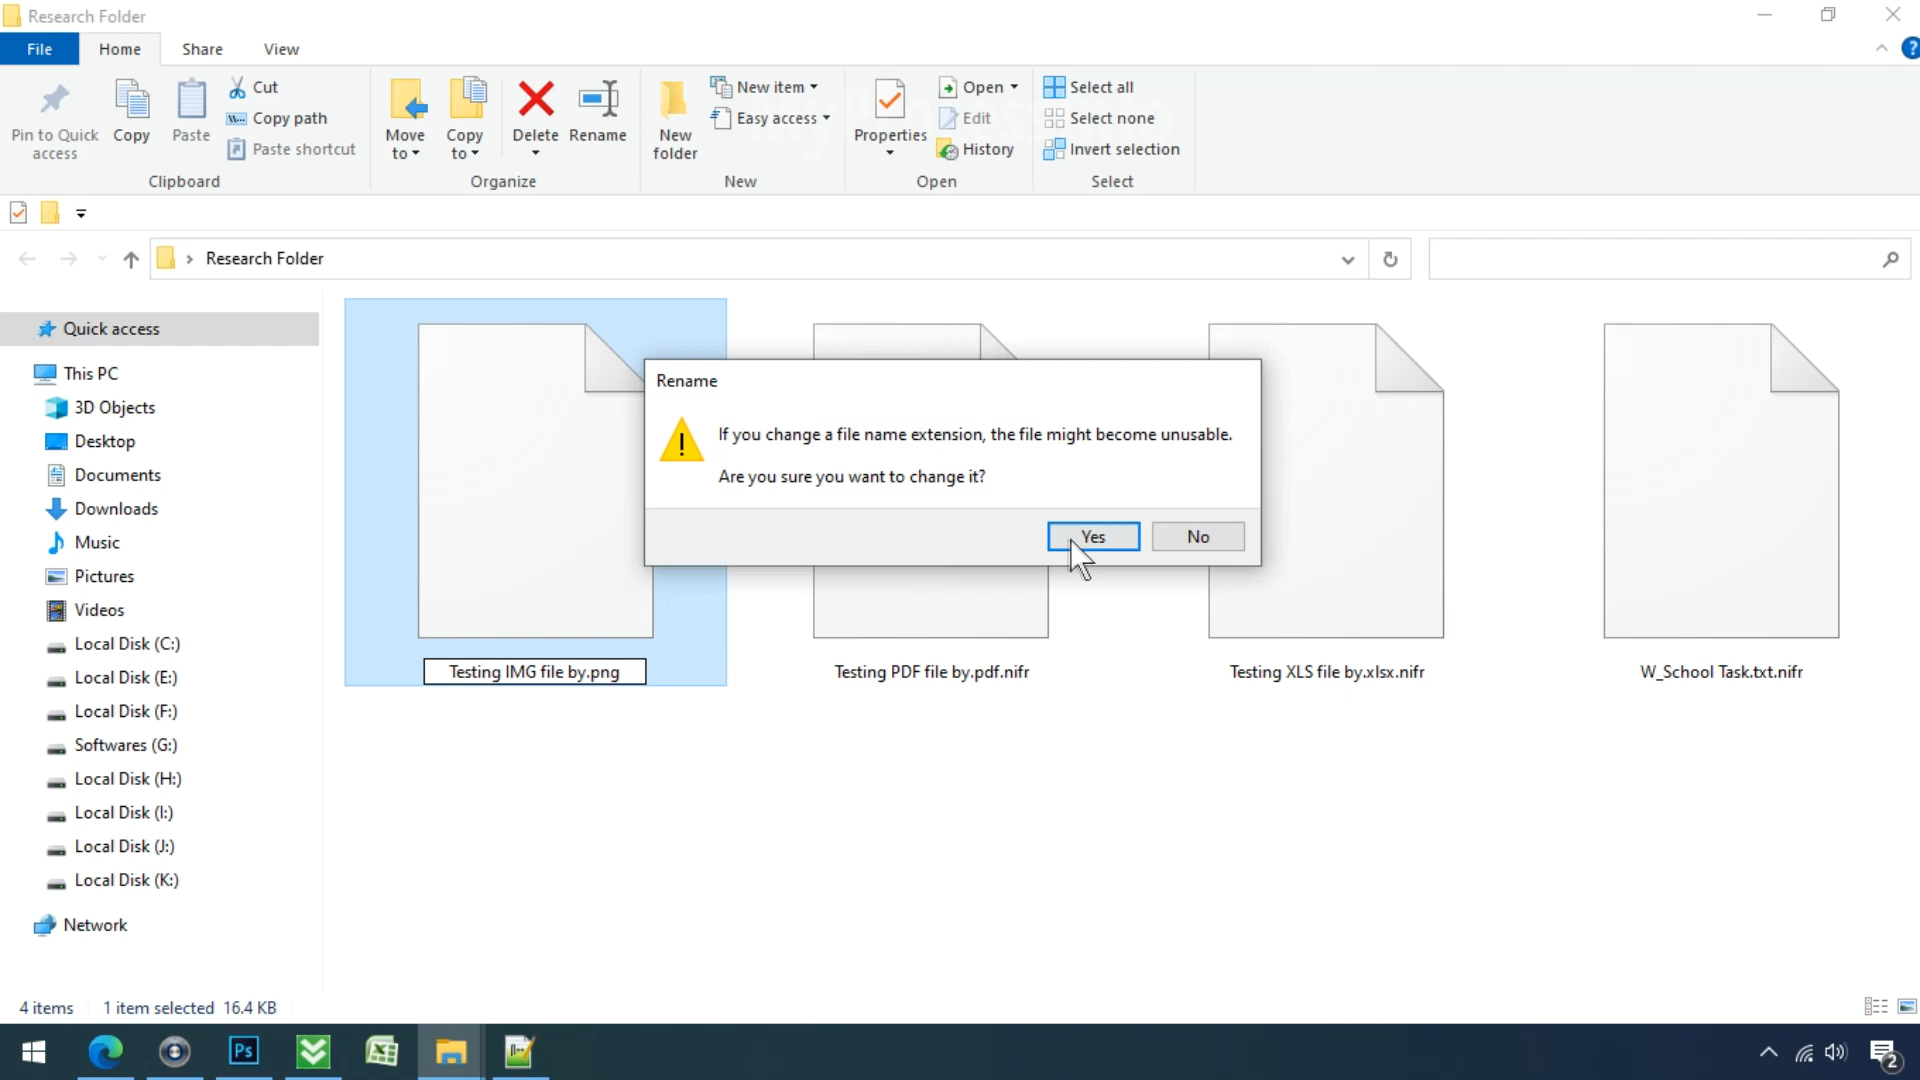 Research Folder
File
Home
Share
View
Pin to Quick
access
Copy
Paste
Cut
Copy path
Paste shortcut
Clipboard
Move
to
Copy
to
Delete
Rename
Organize
New
folder
New item
Easy access
New
Properties
Open
Edit
History
Open
Select all
Select none
Invert selection
Select
Research Folder
Quick access
This PC
3D Objects
Desktop
Documents
Downloads
Music
Pictures
Videos
Local Disk (C:)
Local Disk (E:)
Local Disk (F:)
Softwares (G:)
Local Disk (H:)
Local Disk (I:)
Local Disk (J:)
Local Disk (K:)
Network
Rename
If you change a file name extension, the file might become unusable.
Are you sure you want to change it?
Yes
No
Testing IMG file by.png
Testing PDF file by.pdf.nifr
Testing XLS file by.xlsx.nifr
W_School Task.txt.nifr
4 items
1 item selected 16.4 KB
Ps
2